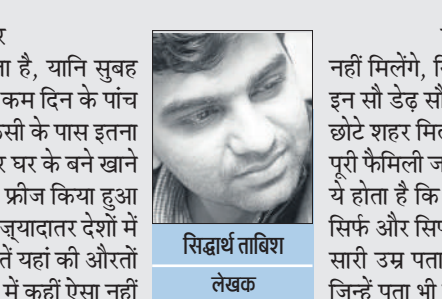 र
ता है, यानि सुबह
कम दिन के पांच
सी के पास इतना
र घर के बने खाने
फ्रीज किया हुआ
ज़्यादातर देशों में
तें यहां की औरतों
में कहीं ऐसा नहीं
सिद्धार्थ ताबिश
लेखक
नहीं मिलेंगे,
इन सौ डेढ़ सौ
छोटे शहर
पूरी फैमिली
ये होता है कि
सिर्फ और
सारी उम्र पता
जिन्हें पता भी